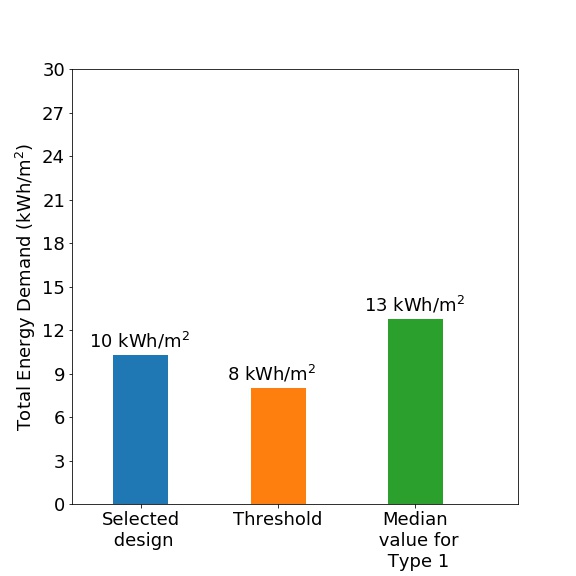 Total Energy Demand (kWh/m²)
30
27
24
21
18
15
12
9
6
3
0
10 kWh/m²
8 kWh/m²
13 kWh/m²
Selected
design
Threshold
Median
value for
Type 1